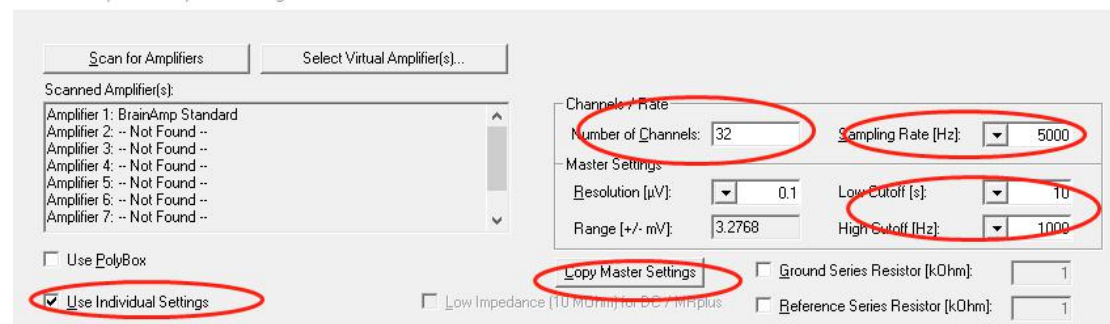 Scan for Amplifiers
Select Virtual Amplifier(s)...
Scanned Amplifier(s):
Amplifier 1: BrainAmp Standard
Amplifier 2: -- Not Found --
Amplifier 3: -- Not Found --
Amplifier 4: -- Not Found --
Amplifier 5: -- Not Found --
Amplifier 6: -- Not Found --
Amplifier 7: -- Not Found --
Channels / Rate
Number of Channels: 32
Sampling Rate [Hz]: 5000
Master Settings
Resolution [µV]: 0.1
Low Cutoff [s]: 10
Range [+/- mV]: 3.2768
High Cutoff [Hz]: 1000
Use PolyBox
Copy Master Settings
Ground Series Resistor [kOhm]: 1
Use Individual Settings
Low Impedance (10 MOhm) for DC / MRplus
Reference Series Resistor [kOhm]: 1